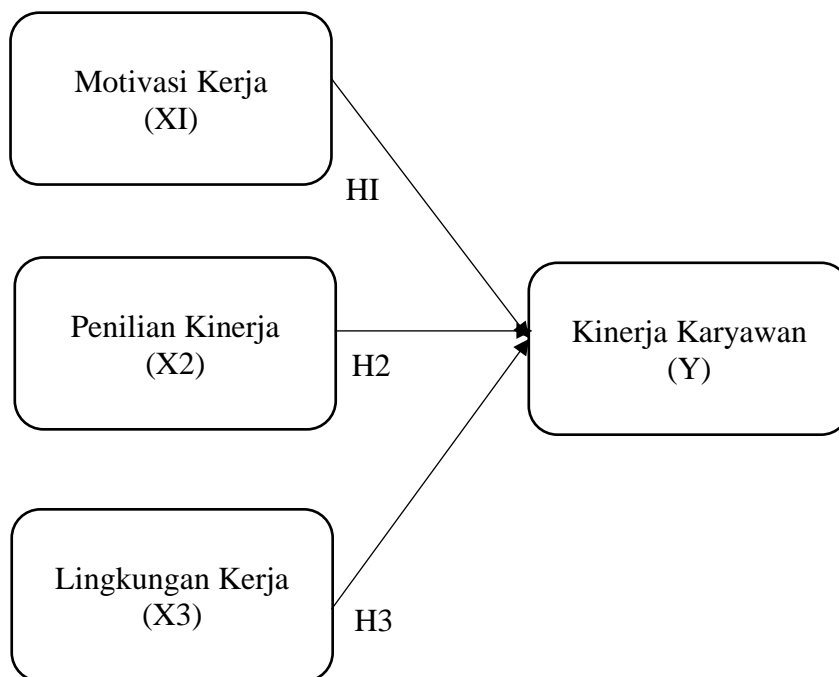 Motivasi Kerja
(XI)
HI
Penilian Kinerja
(X2)
H2
Kinerja Karyawan
(Y)
Lingkungan Kerja
(X3)
H3